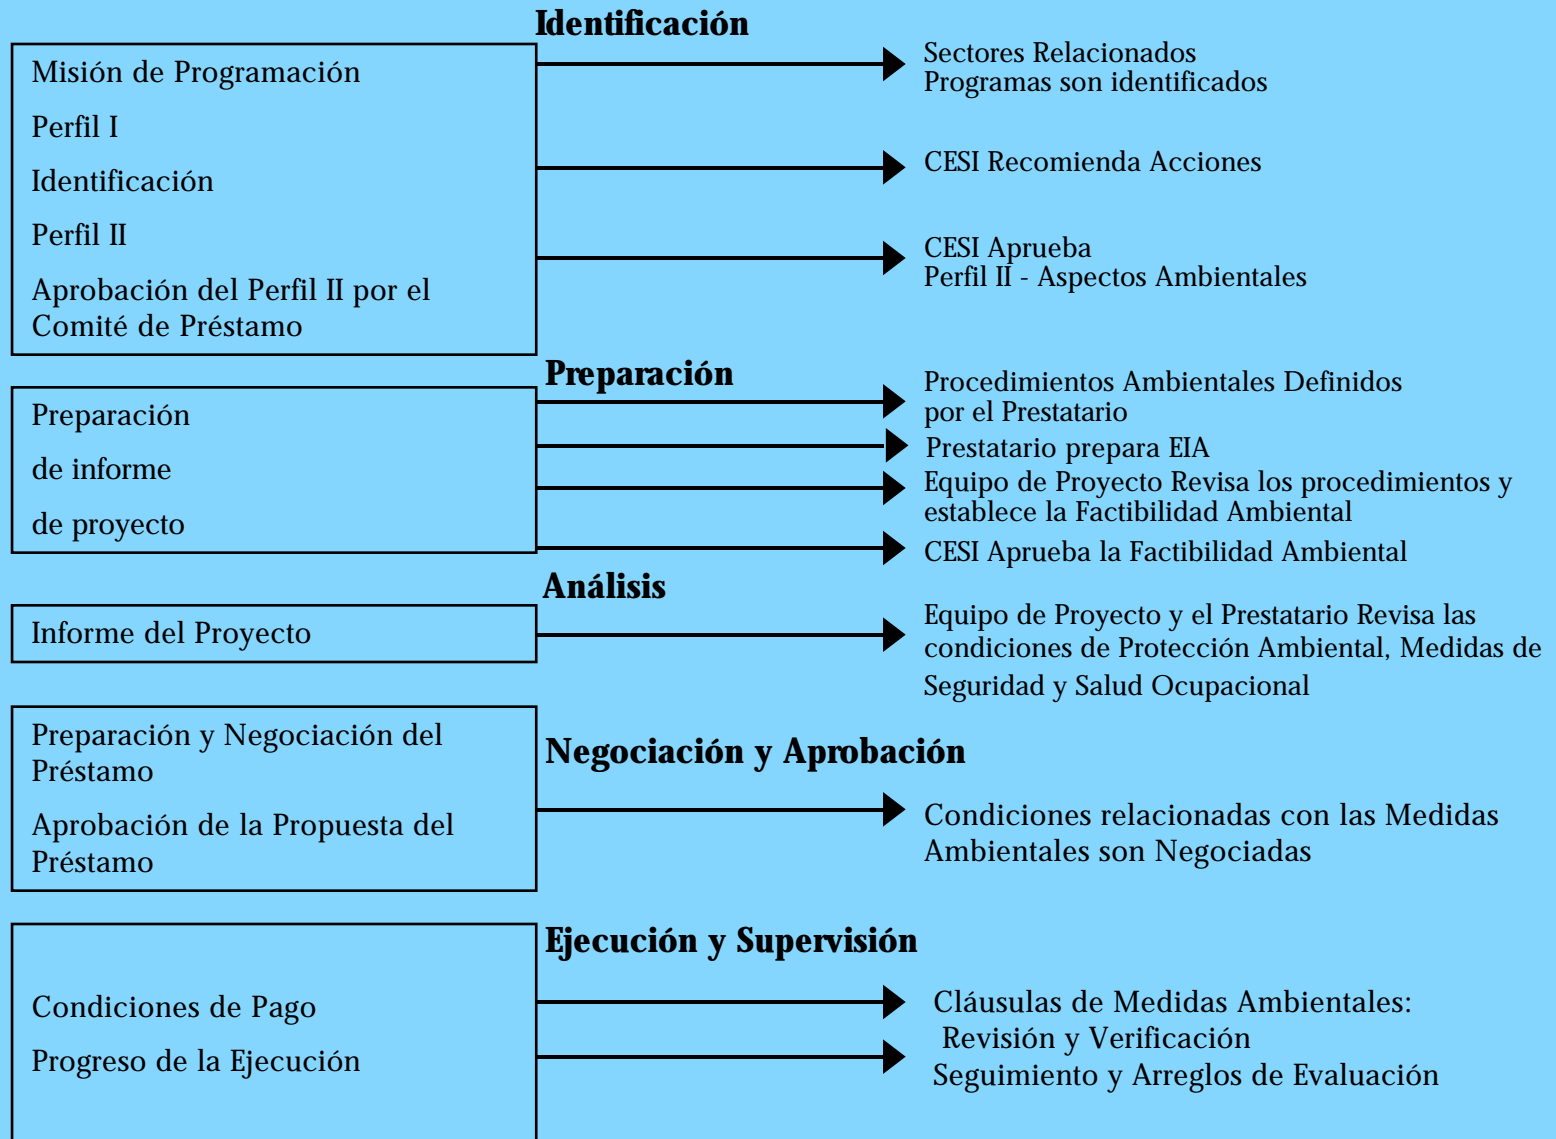 Identificación
Misión de Programación
Perfil I
Identificación
Perfil II
Aprobación del Perfil II por el
Comité de Préstamo
Sectores Relacionados
Programas son identificados
CESI Recomienda Acciones
CESI Aprueba
Perfil II - Aspectos Ambientales
Preparación
Preparación
de informe
de proyecto
Procedimientos Ambientales Definidos
por el Prestatario
Prestatario prepara EIA
Equipo de Proyecto Revisa los procedimientos y
establece la Factibilidad Ambiental
CESI Aprueba la Factibilidad Ambiental
Análisis
Informe del Proyecto
Equipo de Proyecto y el Prestatario Revisa las
condiciones de Protección Ambiental, Medidas de
Seguridad y Salud Ocupacional
Negociación y Aprobación
Preparación y Negociación del
Préstamo
Aprobación de la Propuesta del
Préstamo
Condiciones relacionadas con las Medidas
Ambientales son Negociadas
Ejecución y Supervisión
Condiciones de Pago
Progreso de la Ejecución
Cláusulas de Medidas Ambientales:
Revisión y Verificación
Seguimiento y Arreglos de Evaluación